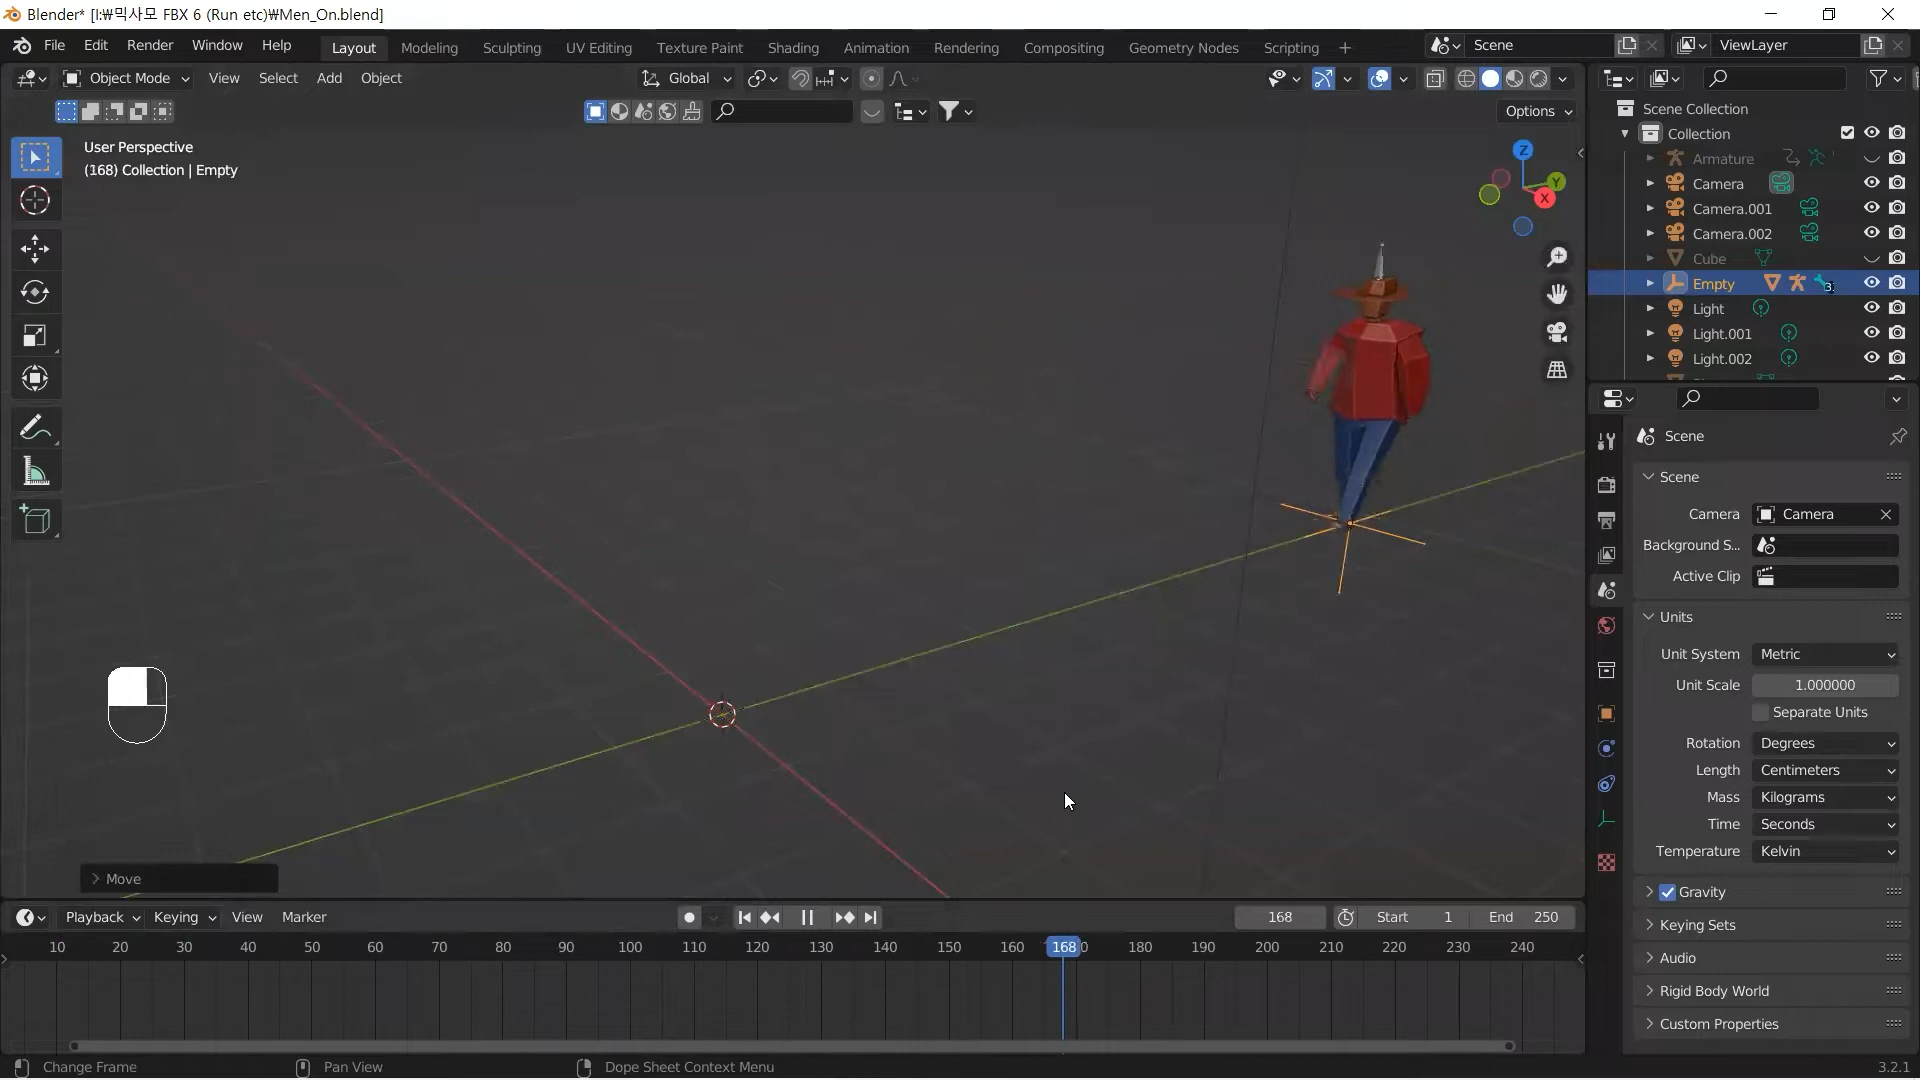 Blender* [I:₩믹사모 FBX 6 (Run etc)₩Men_On.blend]
File Edit Render Window Help Layout Modeling Sculpting UV Editing Texture Paint Shading Animation Rendering Compositing Geometry Nodes Scripting + Scene ViewLayer
Object Mode View Select Add Object Global
Options
User Perspective
(168) Collection | Empty
Z
Y
X
Scene Collection
Collection
Armature
Camera
Camera.001
Camera.002
Cube
Empty 3
Light
Light.001
Light.002
Scene
Scene
Camera Camera
Background S...
Active Clip
Units
Unit System Metric
Unit Scale 1.000000
Separate Units
Rotation Degrees
Length Centimeters
Mass Kilograms
Time Seconds
Temperature Kelvin
Gravity
Keying Sets
Audio
Rigid Body World
Custom Properties
Move
Playback Keying View Marker 168 Start 1 End 250
10 20 30 40 50 60 70 80 90 100 110 120 130 140 150 160 168 0 180 190 200 210 220 230 240
Change Frame Pan View Dope Sheet Context Menu 3.2.1